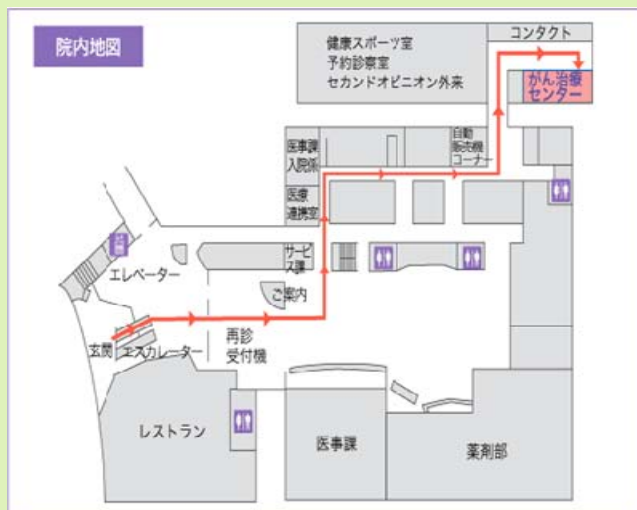 院内地図
健康スポーツ室
予約診察室
セカンドオピニオン外来
コンタクト
がん治療
センター
医事課
入院係
自動
販売機
コーナー
医療
連携室
サービ
ス課
エレベーター
ご案内
玄関
エスカレーター
再診
受付機
レストラン
医事課
薬剤部